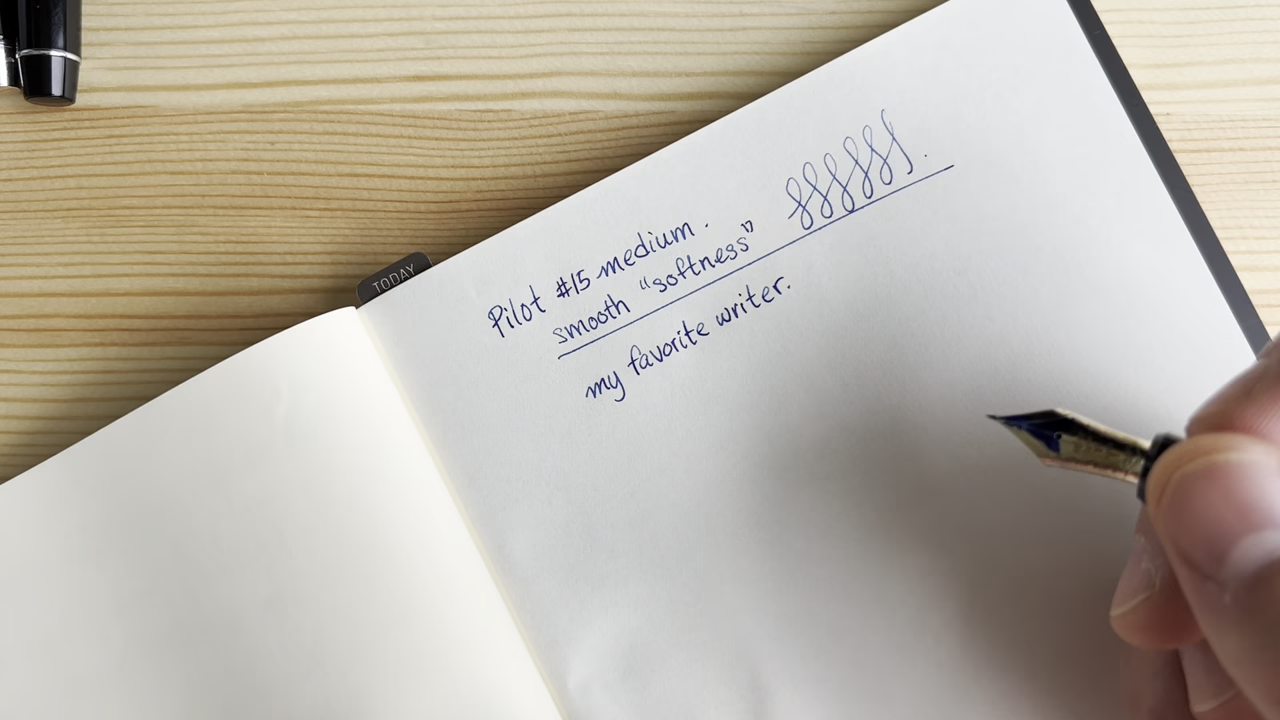 TODAY
Pilot #15 medium.
smooth "softness"
my favorite writer.